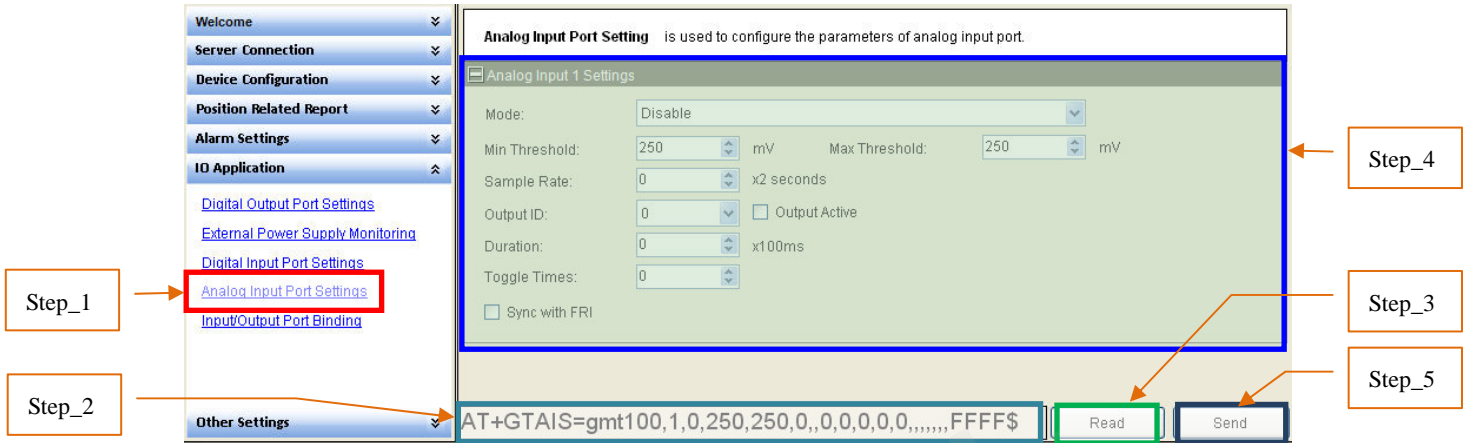 Welcome
Server Connection
Device Configuration
Position Related Report
Alarm Settings
IO Application
Digital Output Port Settings
External Power Supply Monitoring
Digital Input Port Settings
Analog Input Port Settings
Input/Output Port Binding
Other Settings
Analog Input Port Setting is used to configure the parameters of analog input port.
Analog Input 1 Settings
Mode: Disable
Min Threshold: 250 mV Max Threshold: 250 mV
Sample Rate: 0 x2 seconds
Output ID: 0 Output Active
Duration: 0 x100ms
Toggle Times: 0
Sync with FRI
AT+GTAIS=gmt100,1,0,250,250,0,,0,0,0,0,0,,,,,,,FFFF$ Read Send
Step_1
Step_2
Step_3
Step_4
Step_5